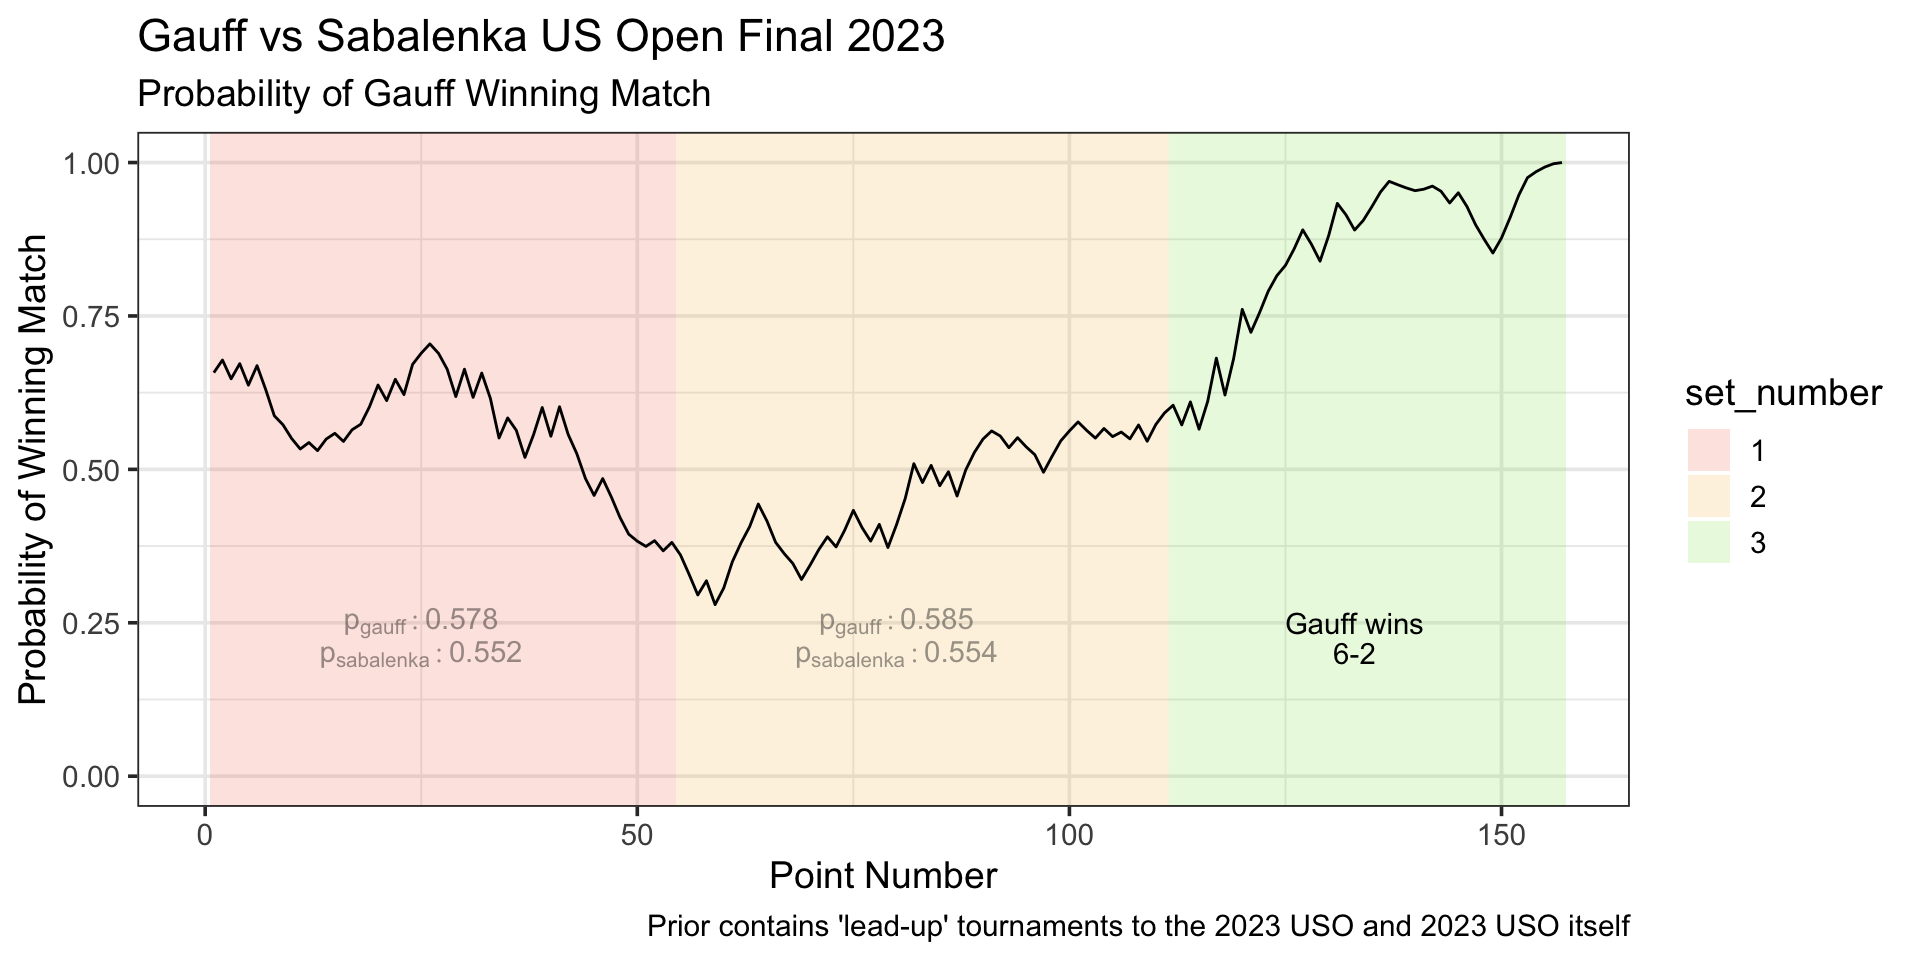 Gauff vs Sabalenka US Open Final 2023
Probability of Gauff Winning Match
Probability of Winning Match
1.00
0.75
0.50
0.25
0.00
pgauff : 0.578
psabalenka : 0.552
pgauff : 0.585
psabalenka : 0.554
Gauff wins
6-2
0
50
100
150
Point Number
set_number
1
2
3
Prior contains 'lead-up' tournaments to the 2023 USO and 2023 USO itself